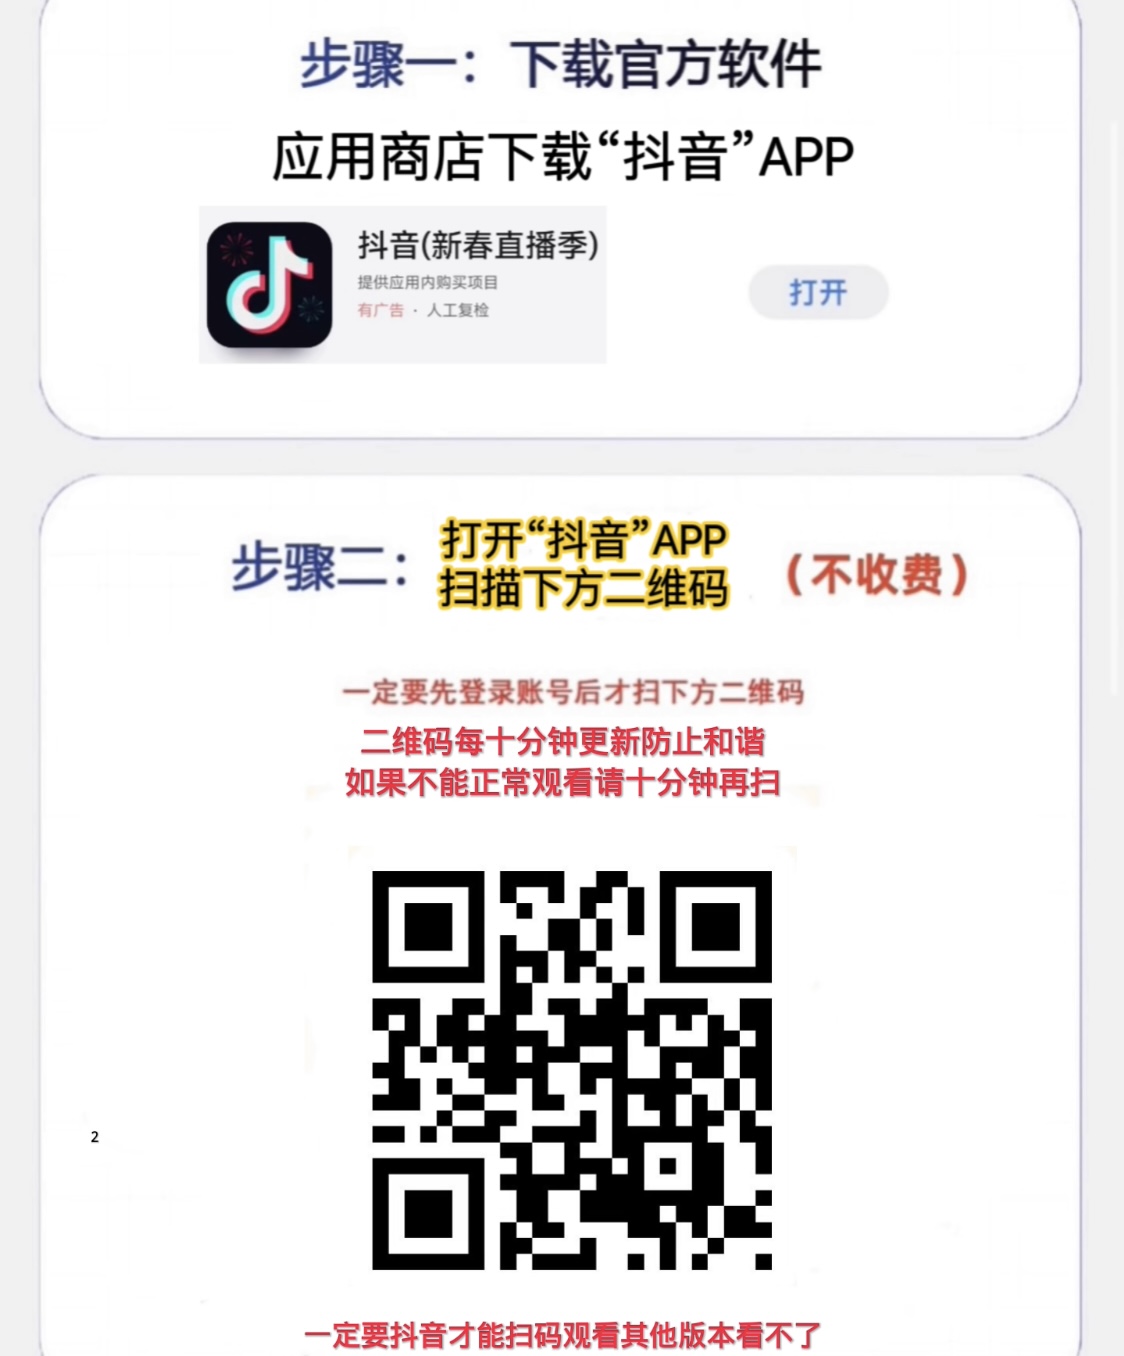 步骤一：下载官方软件
应用商店下载“抖音”APP
抖音(新春直播季)
提供应用内购买项目
有广告 · 人工复检
打开
步骤二：
打开“抖音”APP
扫描下方二维码
（不收费）
一定要先登录账号后才扫下方二维码
二维码每十分钟更新防止和谐
如果不能正常观看请十分钟再扫
2
一定要抖音才能扫码观看其他版本看不了